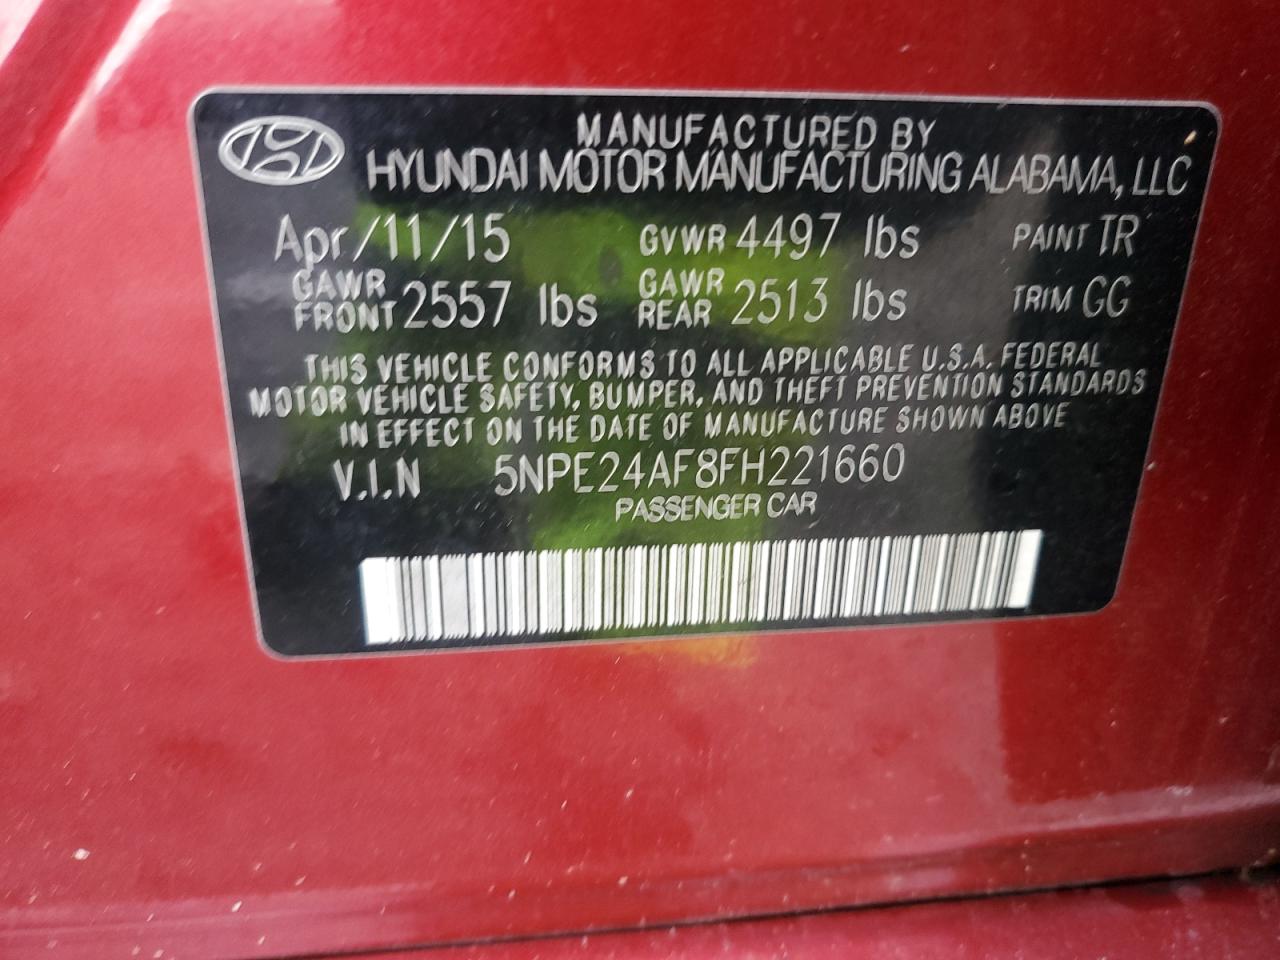 MANUFACTURED BY
HYUNDAI MOTOR MANUFACTURING ALABAMA, LLC
Apr/11/15 GVWR 4497 lbs PAINT TR
GAWR FRONT 2557 lbs GAWR REAR 2513 lbs TRIM GG
THIS VEHICLE CONFORMS TO ALL APPLICABLE U.S.A. FEDERAL
MOTOR VEHICLE SAFETY, BUMPER, AND THEFT PREVENTION STANDARDS
IN EFFECT ON THE DATE OF MANUFACTURE SHOWN ABOVE
V.I.N 5NPE24AF8FH221660
PASSENGER CAR